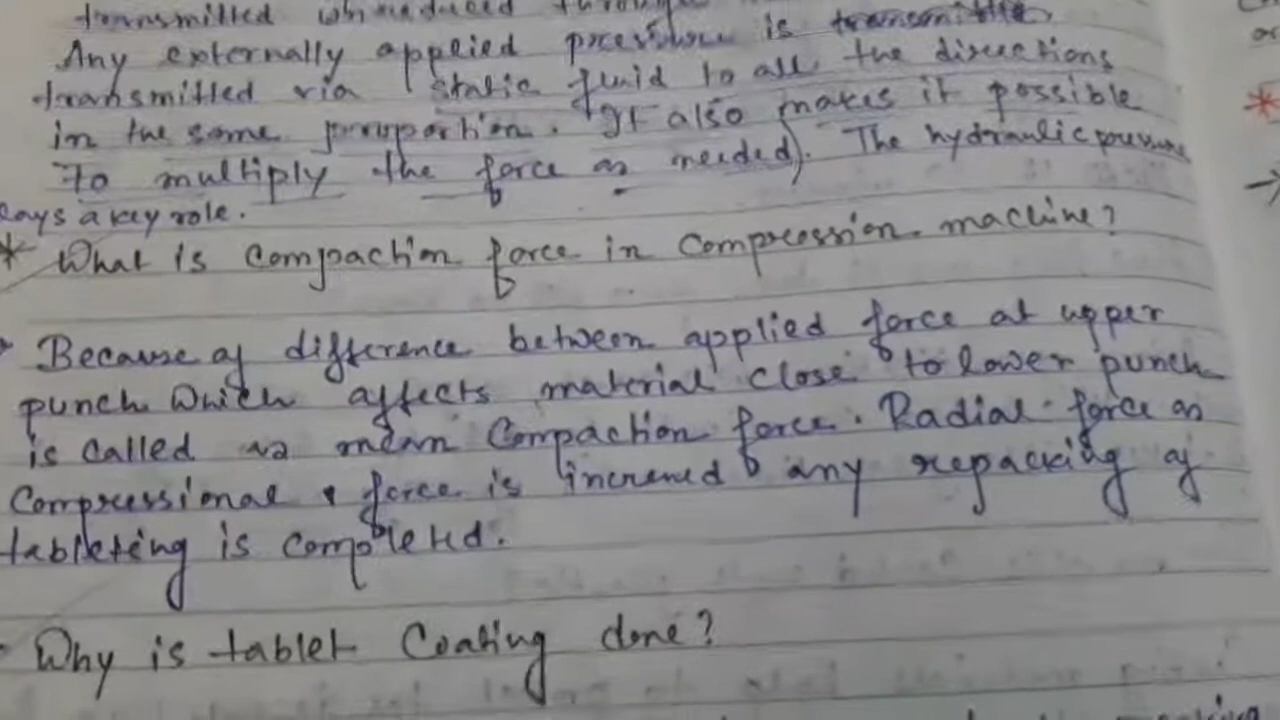 transmitted
Any externally applied pressure is
transmitted via static fluid to all the directions
in the same proportion. It also makes it possible
To multiply the force as needed). The hydraulic pressure
lays a key role.
* What is Compaction force in Compression machine?
Because of difference between applied force at upper
punch which affects material close to lower punch
is called as mean Compaction force. Radial force as
Compressional force is increased any repacking of
tableting is completed.
- Why is tablet Coating done?